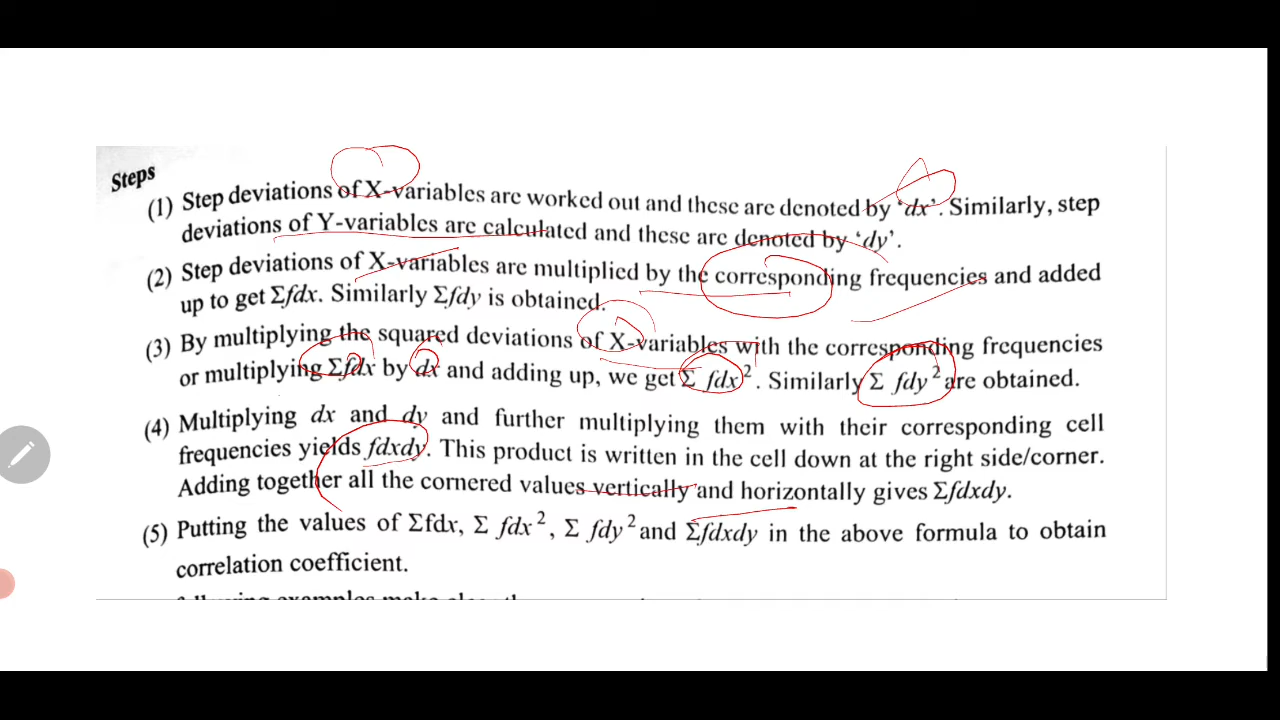 Steps
(1) Step deviations of X-variables are worked out and these are denoted by ‘dx’. Similarly, step
deviations of Y-variables are calculated and these are denoted by ‘dy’.
(2) Step deviations of X-variables are multiplied by the corresponding frequencies and added
up to get Σfdx. Similarly Σfdy is obtained.
(3) By multiplying the squared deviations of X-variables with the corresponding frequencies
or multiplying Σfdx by dx and adding up, we get Σ fdx². Similarly Σ fdy² are obtained.
(4) Multiplying dx and dy and further multiplying them with their corresponding cell
frequencies yields fdxdy. This product is written in the cell down at the right side/corner.
Adding together all the cornered values vertically and horizontally gives Σfdxdy.
(5) Putting the values of Σfdx, Σ fdx², Σ fdy² and Σfdxdy in the above formula to obtain
correlation coefficient.